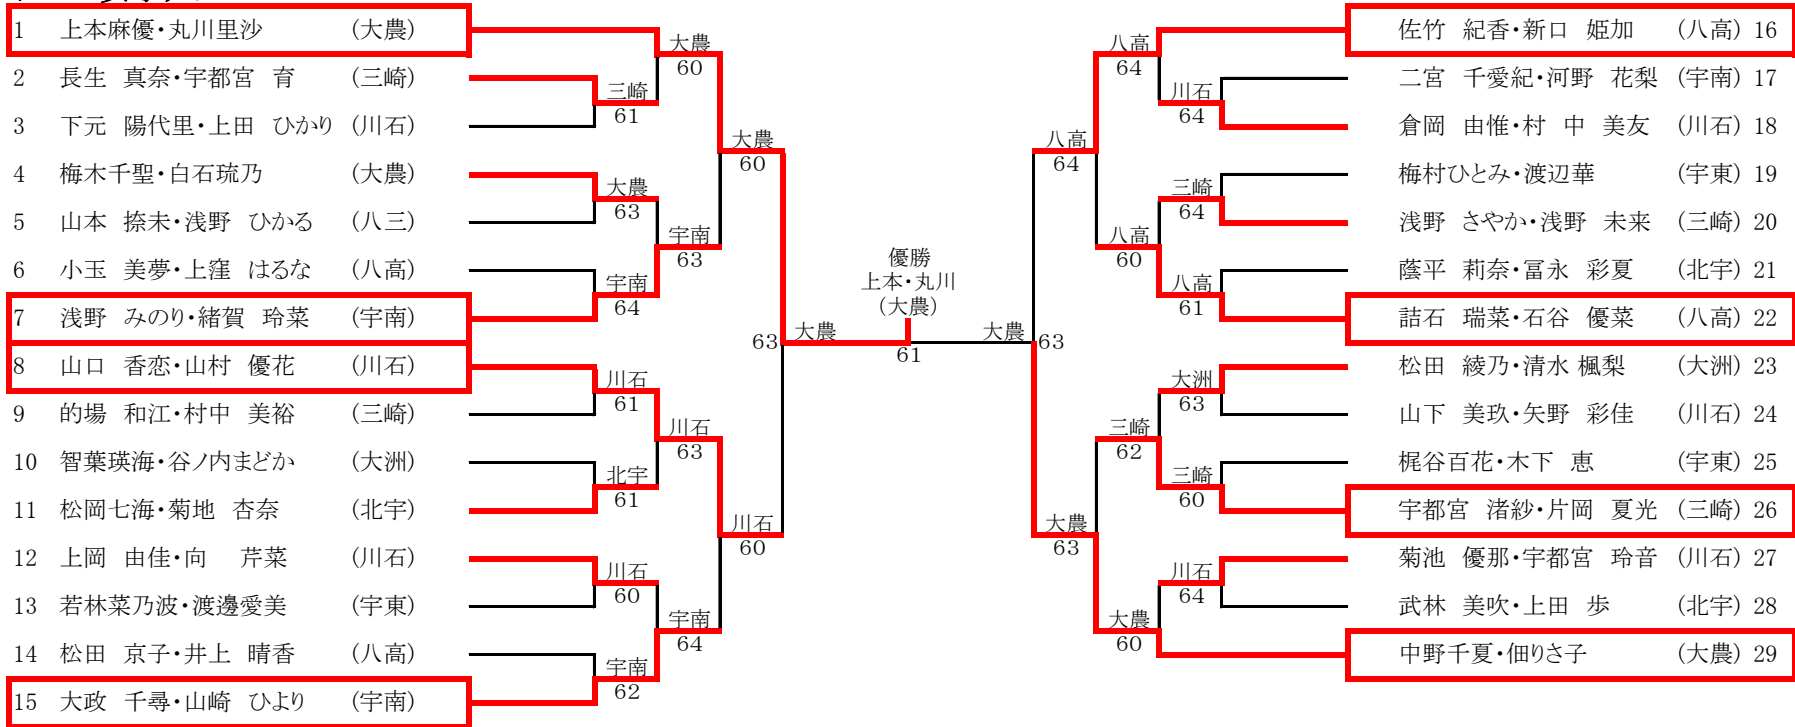 1 上本麻優・丸川里沙 (大農)
2 長生 真奈・宇都宮 育 (三崎)
3 下元 陽代里・上田 ひかり (川石)
4 梅木千聖・白石琉乃 (大農)
5 山本 捺未・浅野 ひかる (八三)
6 小玉 美夢・上窪 はるな (八高)
7 浅野 みのり・緒賀 玲菜 (宇南)
8 山口 香恋・山村 優花 (川石)
9 的場 和江・村中 美裕 (三崎)
10 智葉瑛海・谷ノ内まどか (大洲)
11 松岡七海・菊地 杏奈 (北宇)
12 上岡 由佳・向 芹菜 (川石)
13 若林菜乃波・渡邊愛美 (宇東)
14 松田 京子・井上 晴香 (八高)
15 大政 千尋・山崎 ひより (宇南)
三崎
61
大農
63
宇南
64
川石
61
北宇
61
川石
60
宇南
62
大農
60
宇南
63
川石
63
宇南
64
大農
60
川石
60
63 大農
優勝
上本・丸川
(大農)
61
大農 63
八高
64
大農
63
八高
64
八高
60
三崎
62
大農
60
川石
64
三崎
64
八高
61
大洲
63
三崎
60
川石
64
佐竹 紀香・新口 姫加 (八高) 16
二宮 千愛紀・河野 花梨 (宇南) 17
倉岡 由惟・村 中 美友 (川石) 18
梅村ひとみ・渡辺華 (宇東) 19
浅野 さやか・浅野 未来 (三崎) 20
蔭平 莉奈・冨永 彩夏 (北宇) 21
詰石 瑞菜・石谷 優菜 (八高) 22
松田 綾乃・清水 楓梨 (大洲) 23
山下 美玖・矢野 彩佳 (川石) 24
梶谷百花・木下 恵 (宇東) 25
宇都宮 渚紗・片岡 夏光 (三崎) 26
菊池 優那・宇都宮 玲音 (川石) 27
武林 美吹・上田 歩 (北宇) 28
中野千夏・佃りさ子 (大農) 29